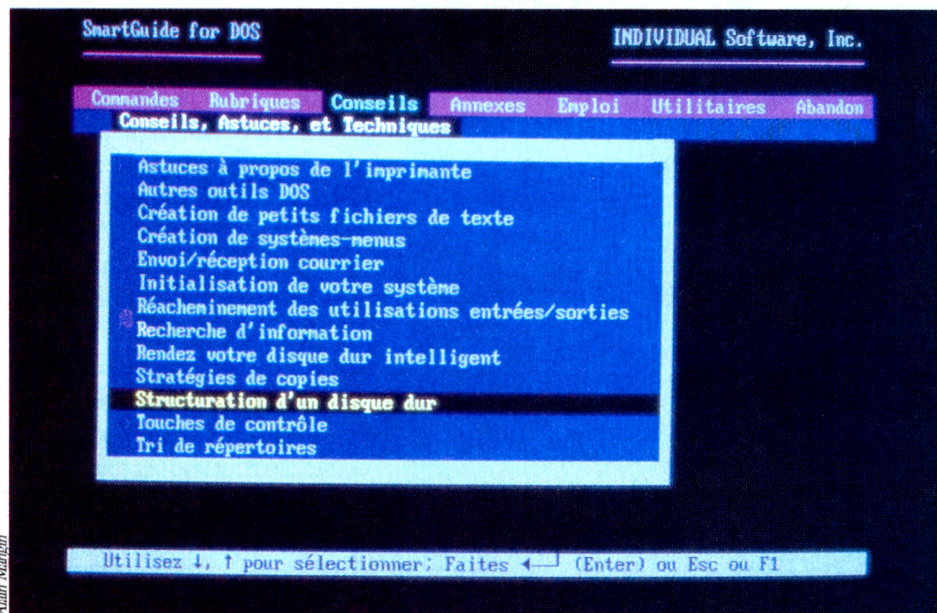 SmartGuide for DOS
INDIVIDUAL Software, Inc.
Commandes Rubriques Conseils Annexes Emploi Utilitaires Abandon
Conseils, Astuces, et Techniques
Astuces à propos de l'imprimante
Autres outils DOS
Création de petits fichiers de texte
Création de systèmes-menus
Envoi/réception courrier
Initialisation de votre système
Réacheminement des utilisations entrées/sorties
Recherche d'information
Rendez votre disque dur intelligent
Stratégies de copies
Structuration d'un disque dur
Touches de contrôle
Tri de répertoires
Utilisez ↓, ↑ pour sélectionner; Faites ◄─┘ (Enter) ou Esc ou F1
Alain Mangin